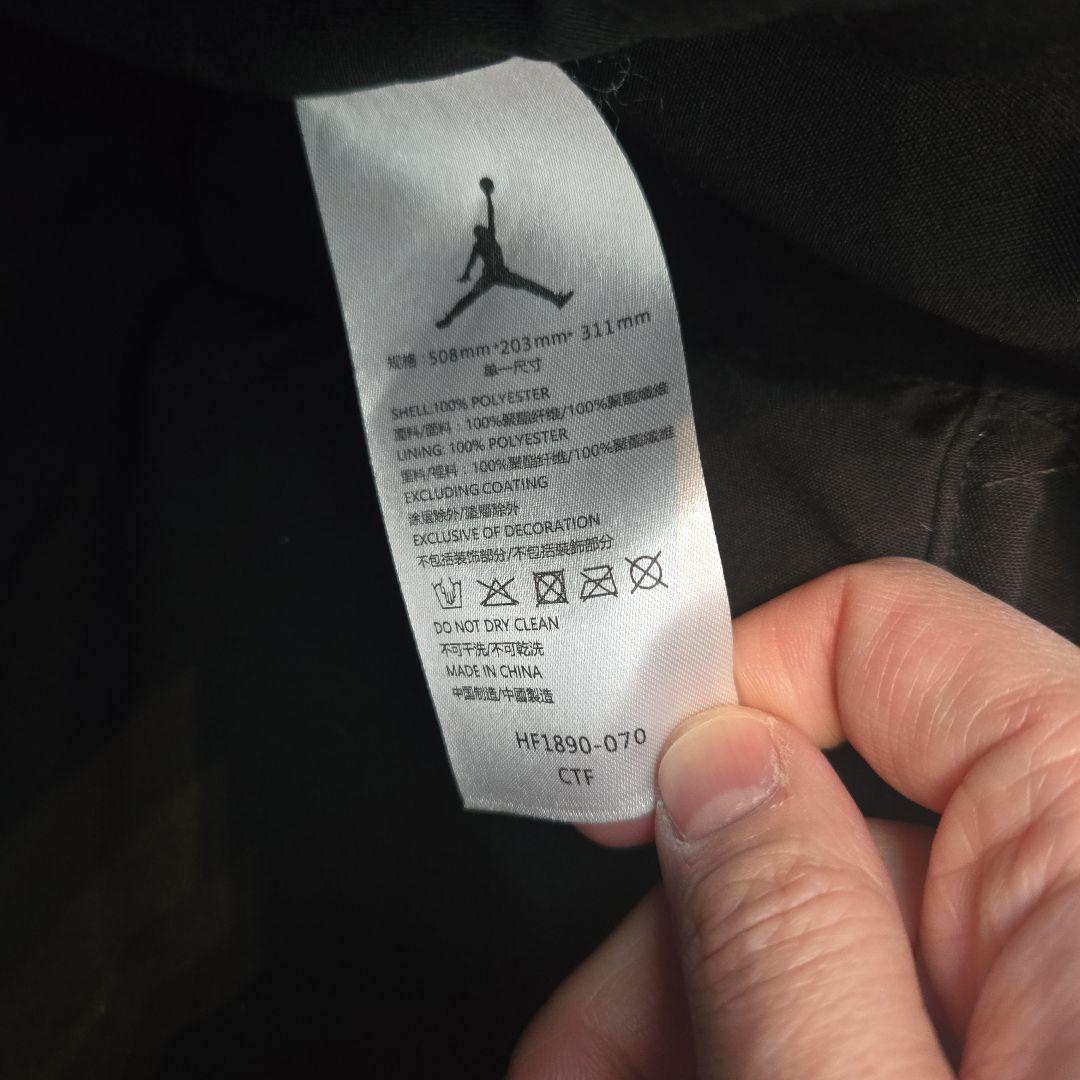 规格：508mm*203mm* 311mm
单一尺寸
SHELL:100% POLYESTER
面料/面料：100%聚酯纤维/100%聚酯纖维
LINING: 100% POLYESTER
里料/裡料：100%聚酯纤维/100%聚酯纖维
EXCLUDING COATING
涂层除外/塗層除外
EXCLUSIVE OF DECORATION
不包括装饰部分/不包括裝飾部分
DO NOT DRY CLEAN
不可干洗/不可乾洗
MADE IN CHINA
中国制造/中國製造
HF1890-070
CTF